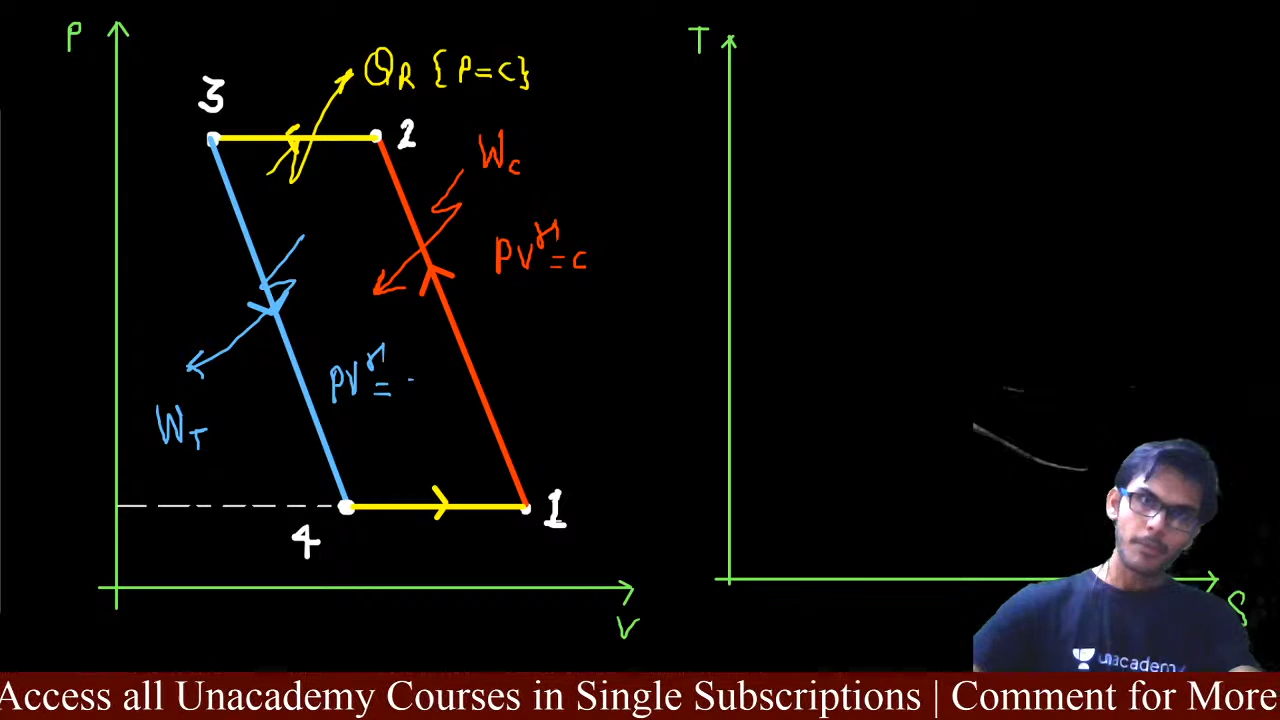 P
3
Q_R {P=C}
2
W_C
PV^γ=C
PV^γ=
W_T
4
1
V
T
S
unacademy
Access all Unacademy Courses in Single Subscriptions | Comment for More